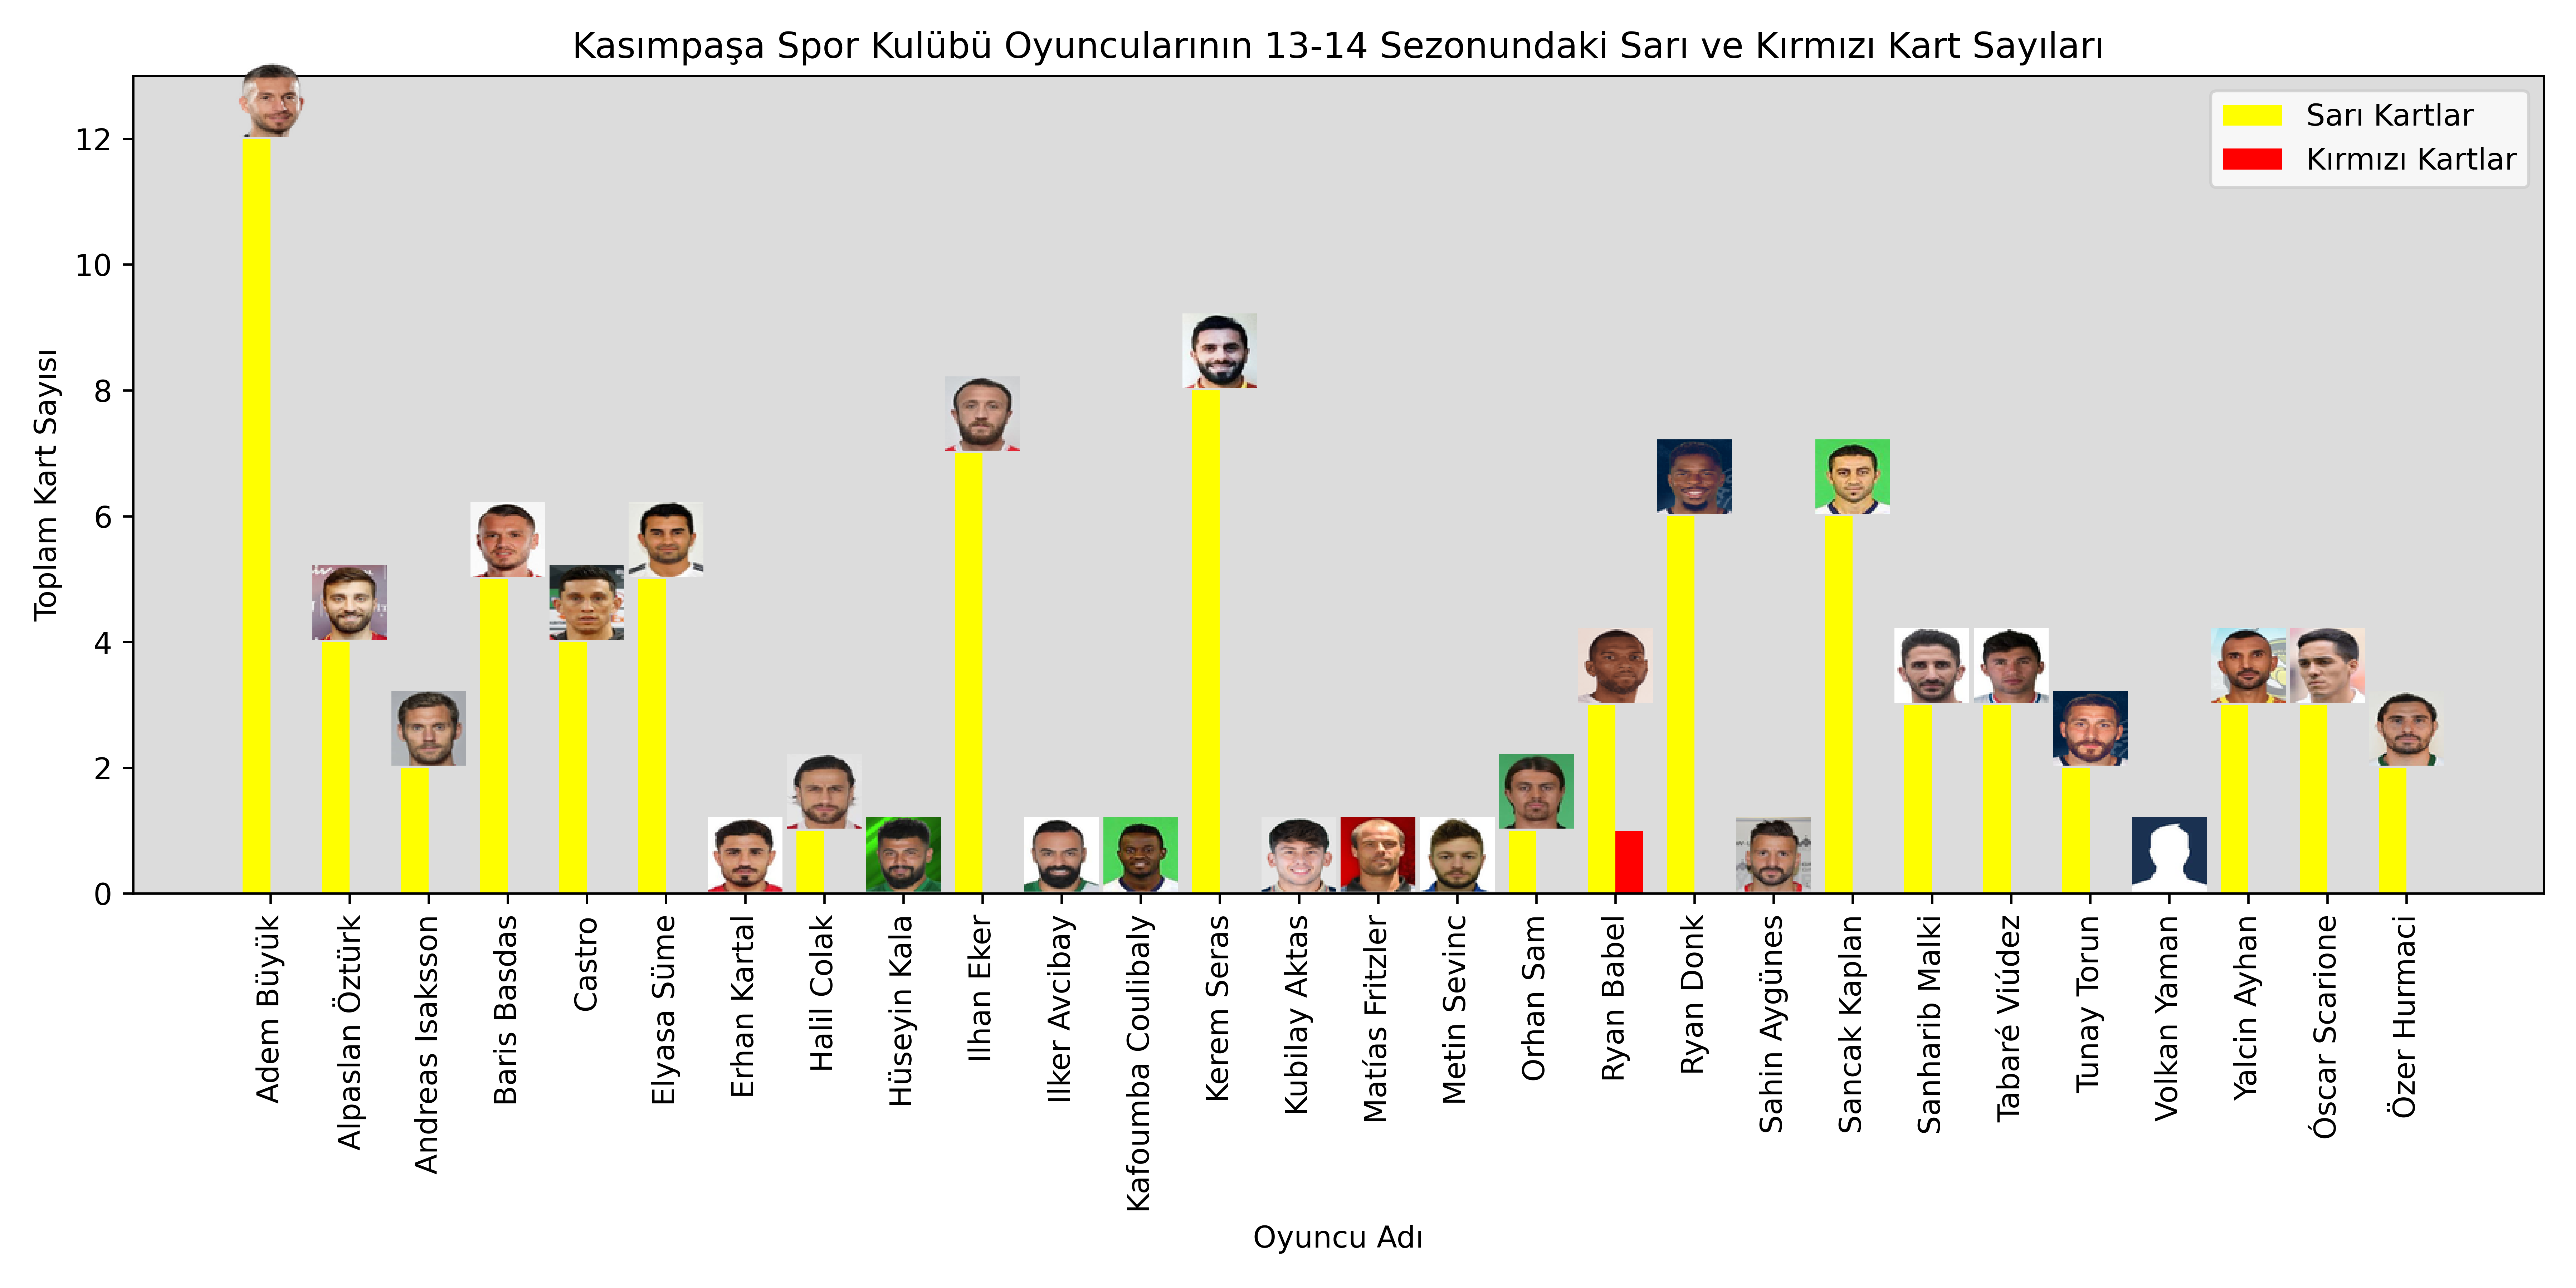 Kasımpaşa Spor Kulübü Oyuncularının 13-14 Sezonundaki Sarı ve Kırmızı Kart Sayıları
Sarı Kartlar
Kırmızı Kartlar
Toplam Kart Sayısı
12
10
8
6
4
2
0
Adem Büyük
Alpaslan Öztürk
Andreas Isaksson
Baris Basdas
Castro
Elyasa Süme
Erhan Kartal
Halil Colak
Hüseyin Kala
Ilhan Eker
Ilker Avcibay
Kafoumba Coulibaly
Kerem Seras
Kubilay Aktas
Matías Fritzler
Metin Sevinc
Orhan Sam
Ryan Babel
Ryan Donk
Sahin Aygünes
Sancak Kaplan
Sanharib Malki
Tabaré Viúdez
Tunay Torun
Volkan Yaman
Yalcin Ayhan
Óscar Scarione
Özer Hurmaci
Oyuncu Adı